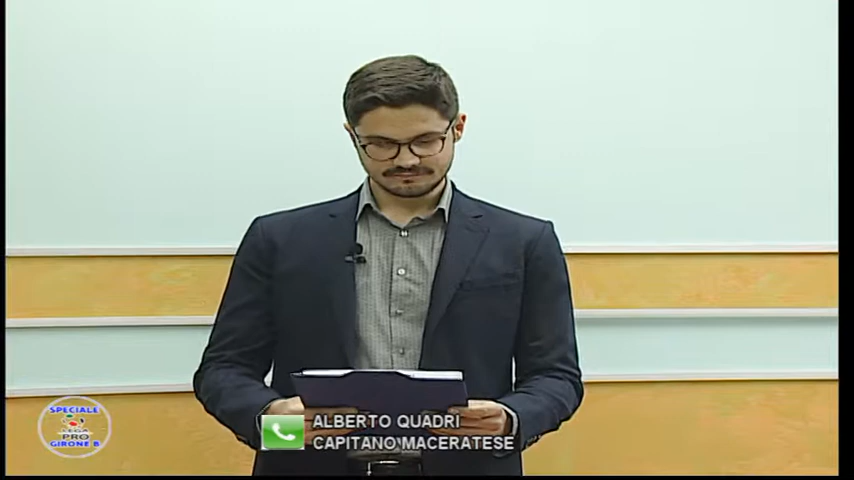 ALBERTO QUADRI
CAPITANO MACERATESE
SPECIALE
LEGA
PRO
GIRONE B